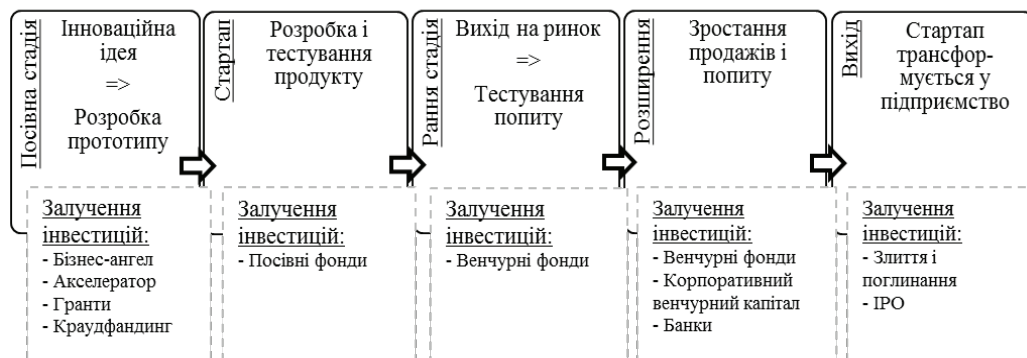 Посівна стадія
Інноваційна
ідея
=>
Розробка
прототипу
Залучення
інвестицій:
- Бізнес-ангел
- Акселератор
- Гранти
- Краудфандинг
Стартап
Розробка і
тестування
продукту
Залучення
інвестицій:
- Посівні фонди
Рання стадія
Вихід на ринок
=>
Тестування
попиту
Залучення
інвестицій:
- Венчурні фонди
Розширення
Зростання
продажів і
попиту
Залучення
інвестицій:
- Венчурні фонди
- Корпоративний
венчурний капітал
- Банки
Вихід
Стартап
трансфор-
мується у
підприємство
Залучення
інвестицій:
- Злиття і
поглинання
- IPO